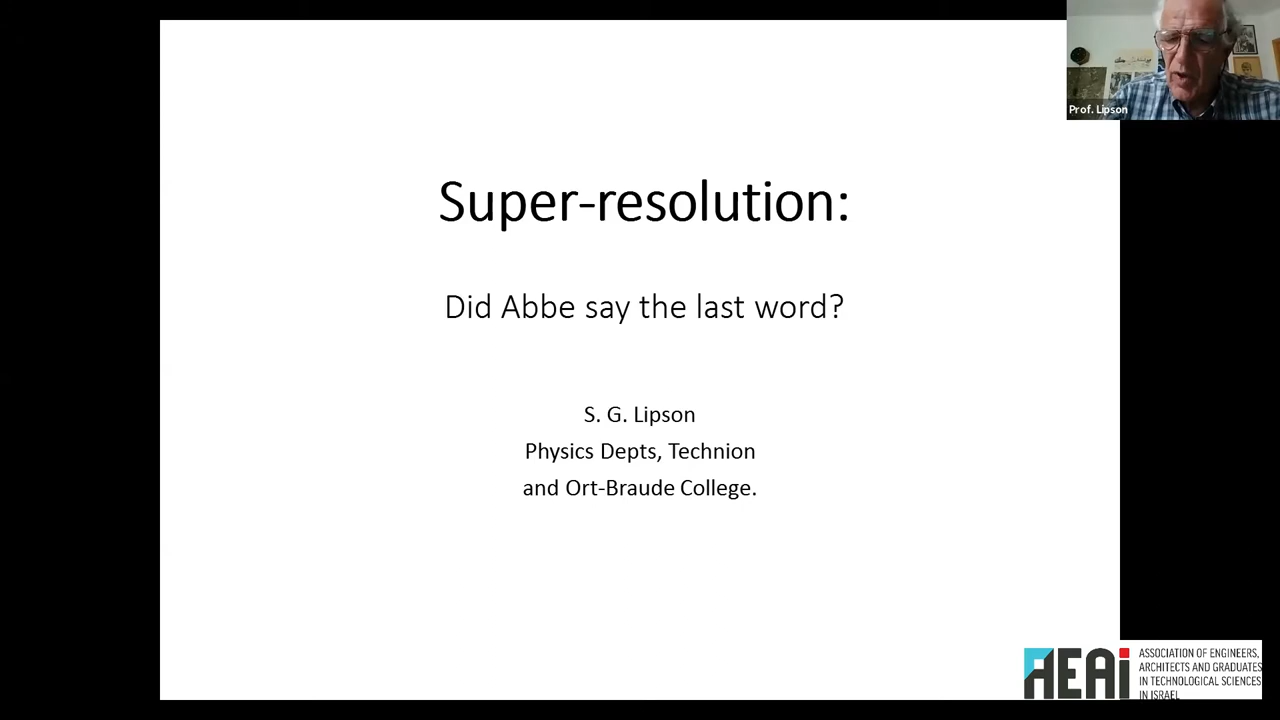 Prof. Lipson
Super-resolution:
Did Abbe say the last word?
S. G. Lipson
Physics Depts, Technion
and Ort-Braude College.
AEAi
ASSOCIATION OF ENGINEERS,
ARCHITECTS AND GRADUATES
IN TECHNOLOGICAL SCIENCES
IN ISRAEL